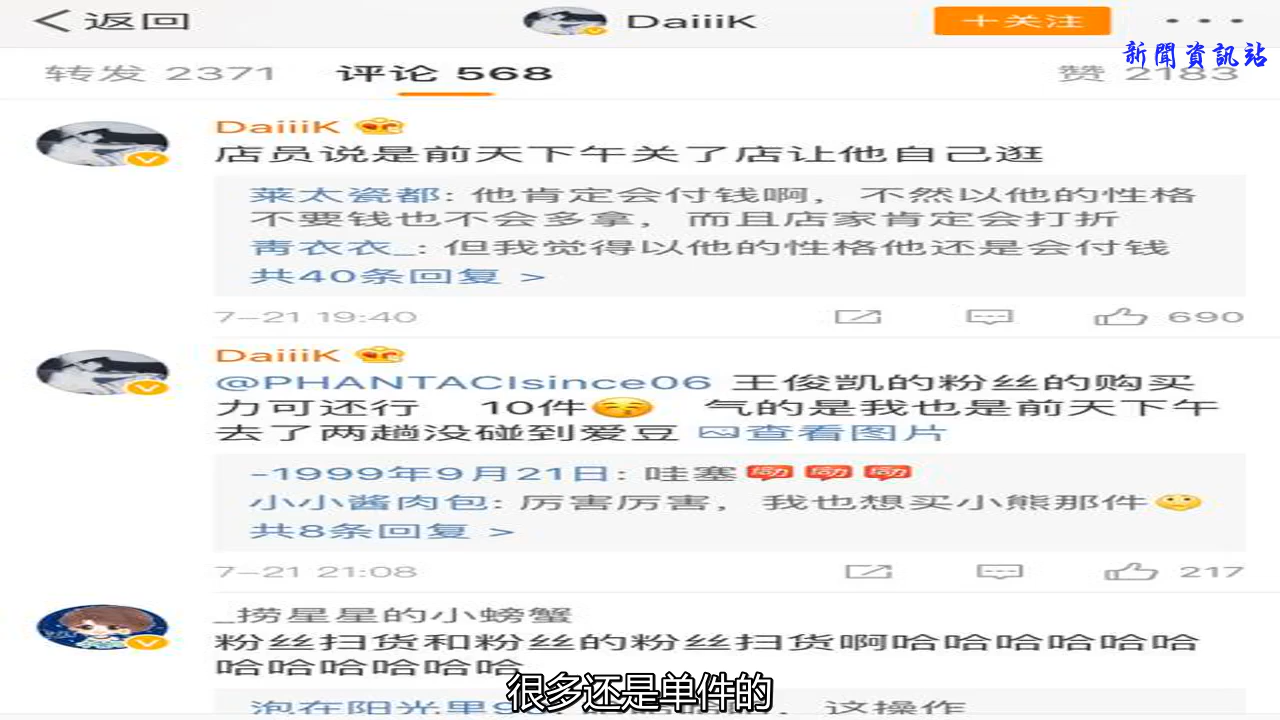 返回
DaiiiK
十关注
新聞資訊站
转发 2371
评论 568
赞 2183
DaiiiK
店员说是前天下午关了店让他自己逛
莱太瓷都: 他肯定会付钱啊，不然以他的性格
不要钱也不会多拿，而且店家肯定会打折
青衣衣_: 但我觉得以他的性格他还是会付钱
共40条回复 >
7-21 19:40
690
DaiiiK
@PHANTACIsince06 王俊凯的粉丝的购买
力可还行 10件 气的是我也是前天下午
去了两趟没碰到爱豆 查看图片
-1999年9月21日: 哇塞
小小酱肉包: 厉害厉害，我也想买小熊那件
共8条回复 >
7-21 21:08
217
_捞星星的小螃蟹
粉丝扫货和粉丝的粉丝扫货啊哈哈哈哈哈哈
哈哈哈哈哈哈
很多还是单件的
泡在阳光里9
这操作